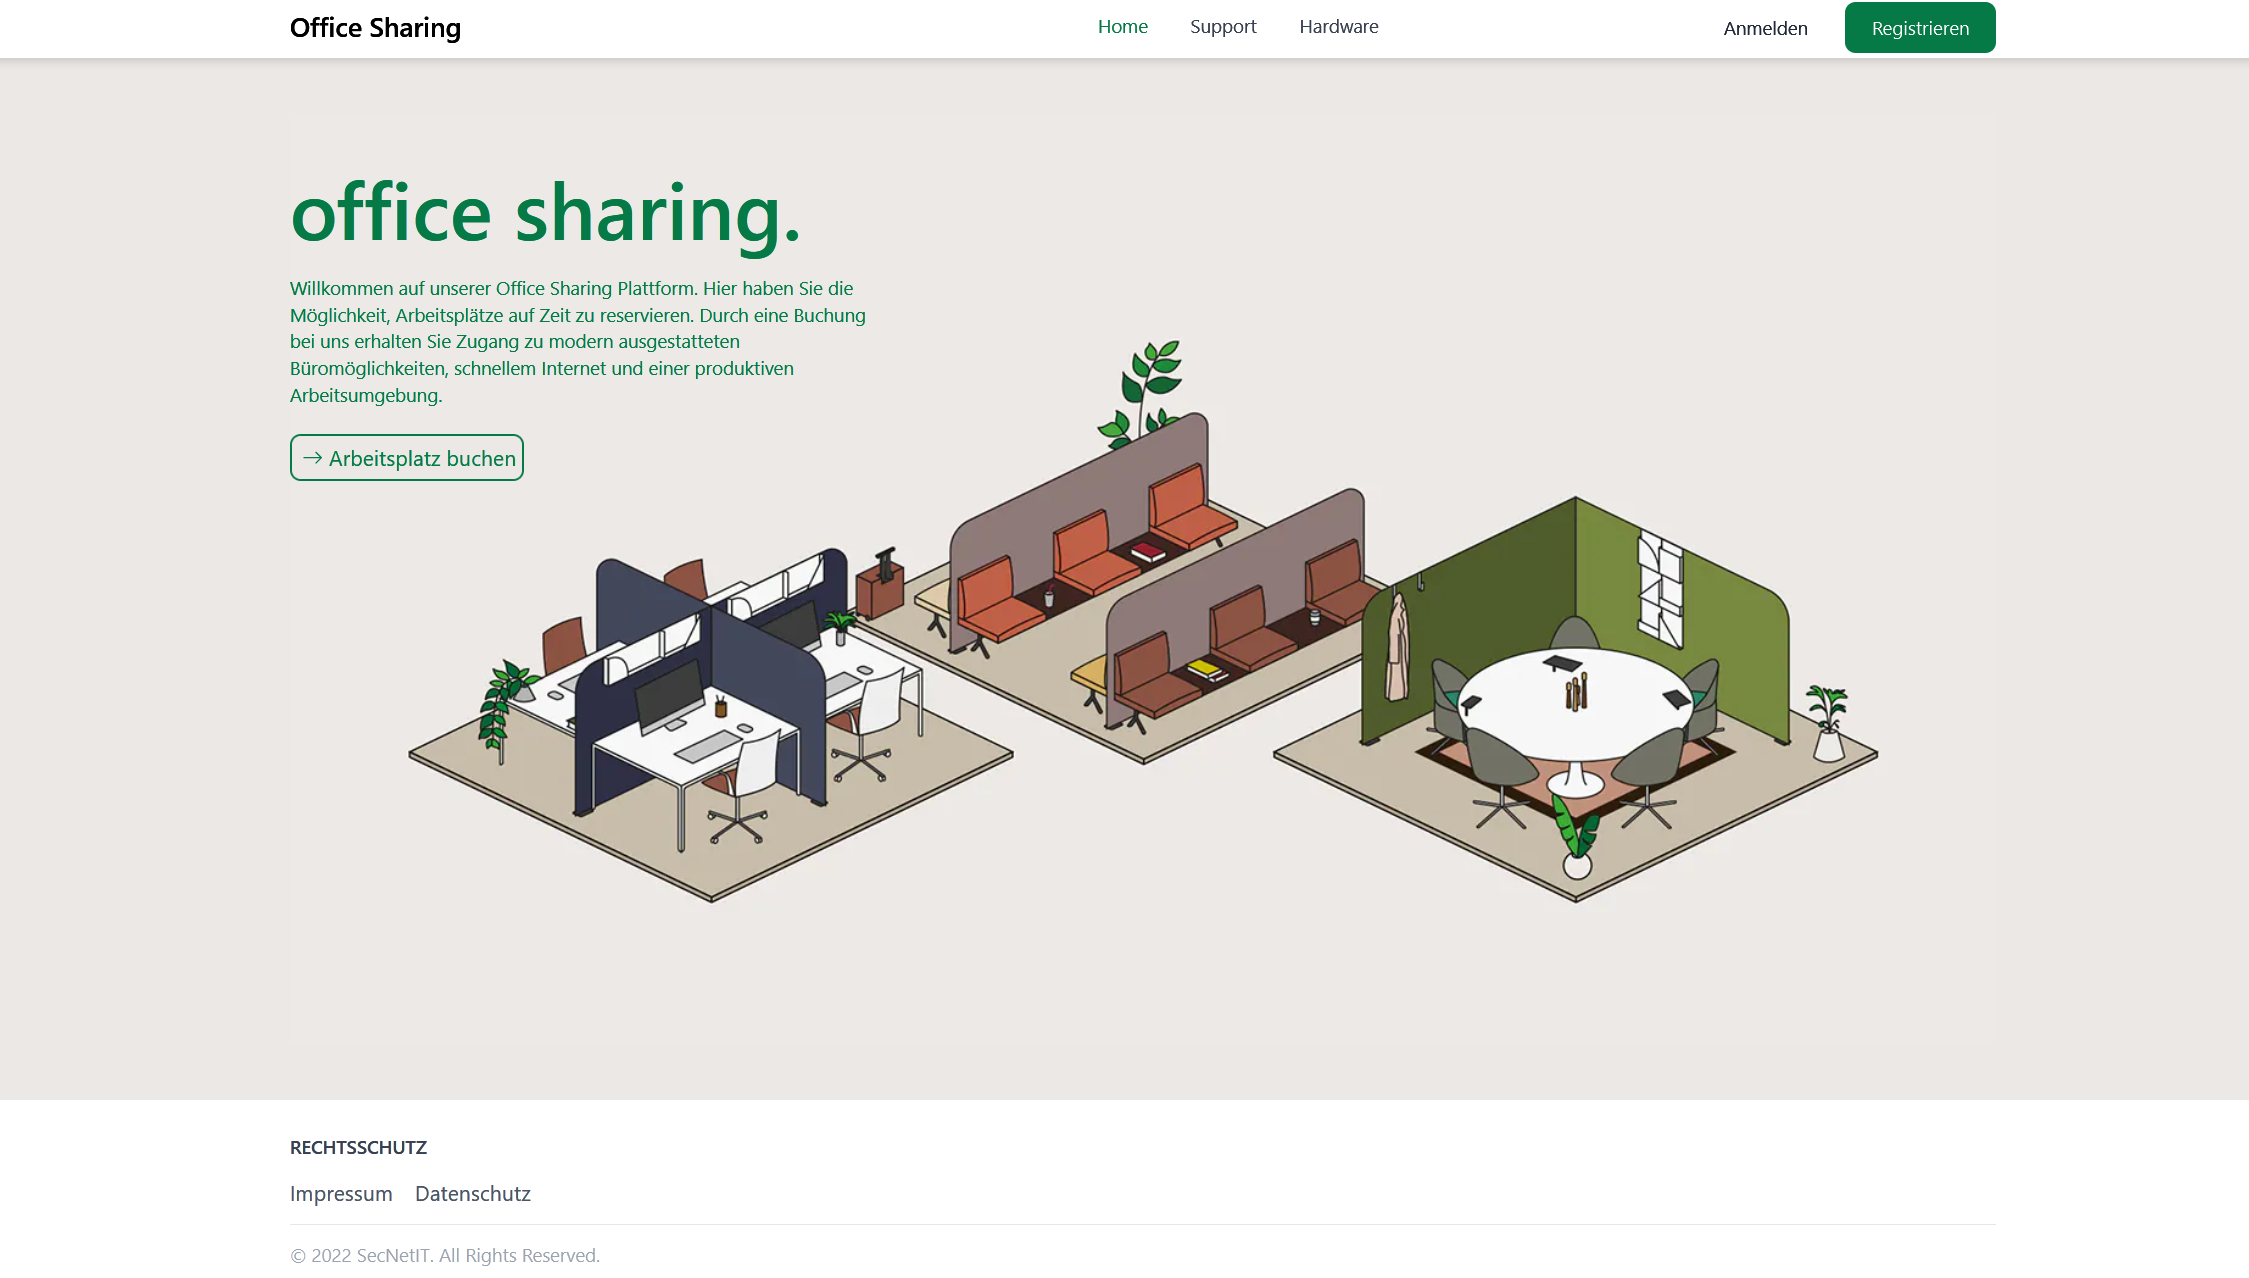 Office Sharing
Home Support Hardware
Anmelden Registrieren
office sharing.
Willkommen auf unserer Office Sharing Plattform. Hier haben Sie die
Möglichkeit, Arbeitsplätze auf Zeit zu reservieren. Durch eine Buchung
bei uns erhalten Sie Zugang zu modern ausgestatteten
Büromöglichkeiten, schnellem Internet und einer produktiven
Arbeitsumgebung.
→ Arbeitsplatz buchen
RECHTSSCHUTZ
Impressum Datenschutz
© 2022 SecNetIT. All Rights Reserved.